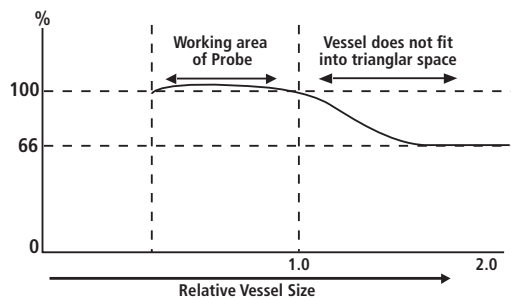 %
Working area
of Probe
Vessel does not fit
into trianglar space
100
66
0
1.0
2.0
Relative Vessel Size